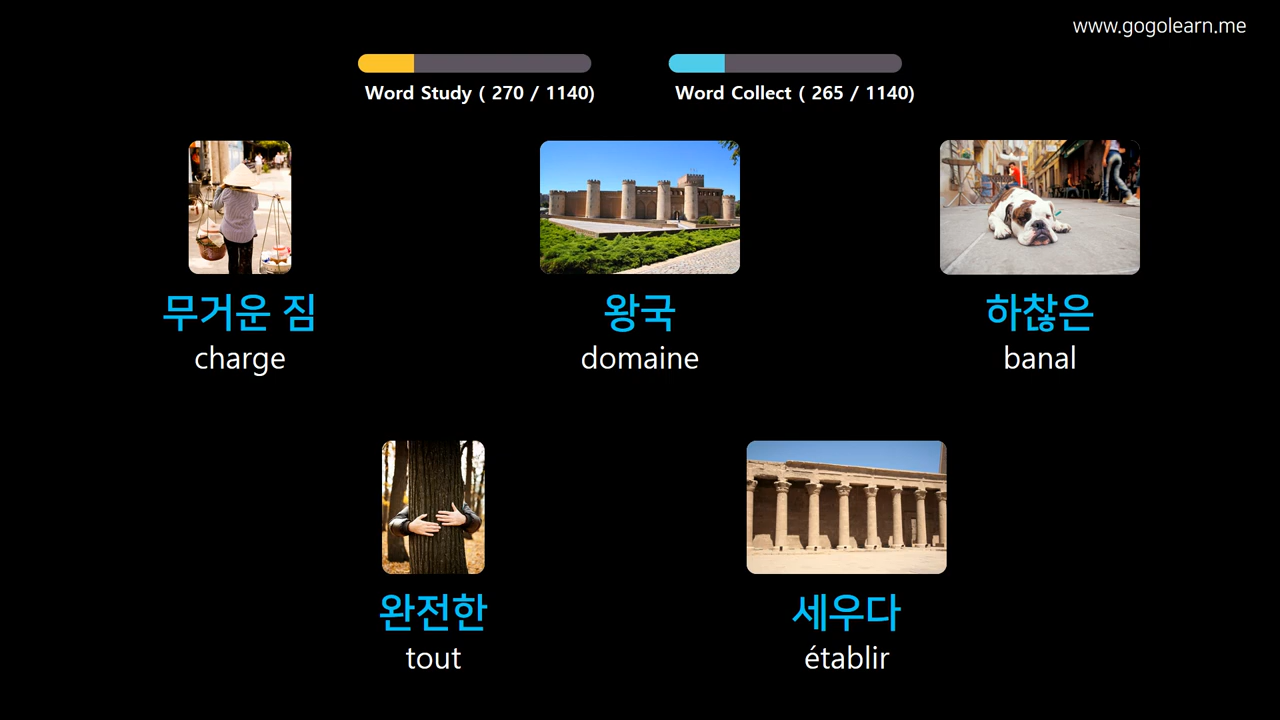 www.gogolearn.me
Word Study ( 270 / 1140)
Word Collect ( 265 / 1140)
무거운 짐
charge
왕국
domaine
하찮은
banal
완전한
tout
세우다
établir